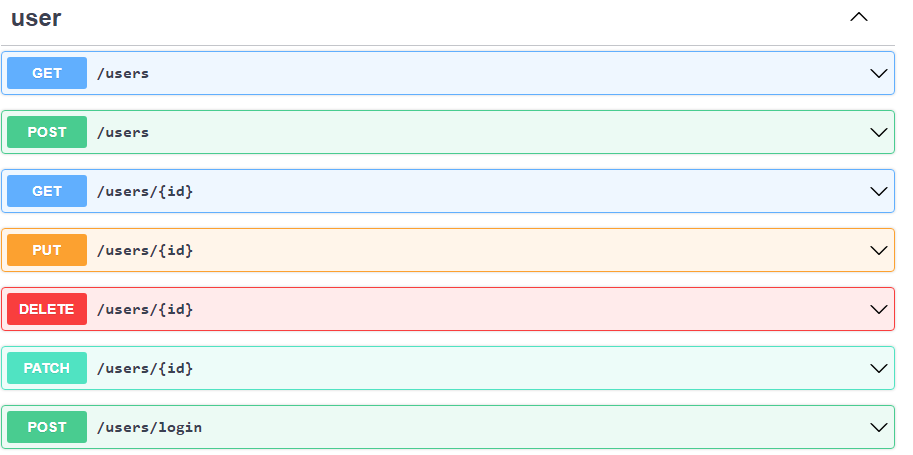 user
GET /users
POST /users
GET /users/{id}
PUT /users/{id}
DELETE /users/{id}
PATCH /users/{id}
POST /users/login